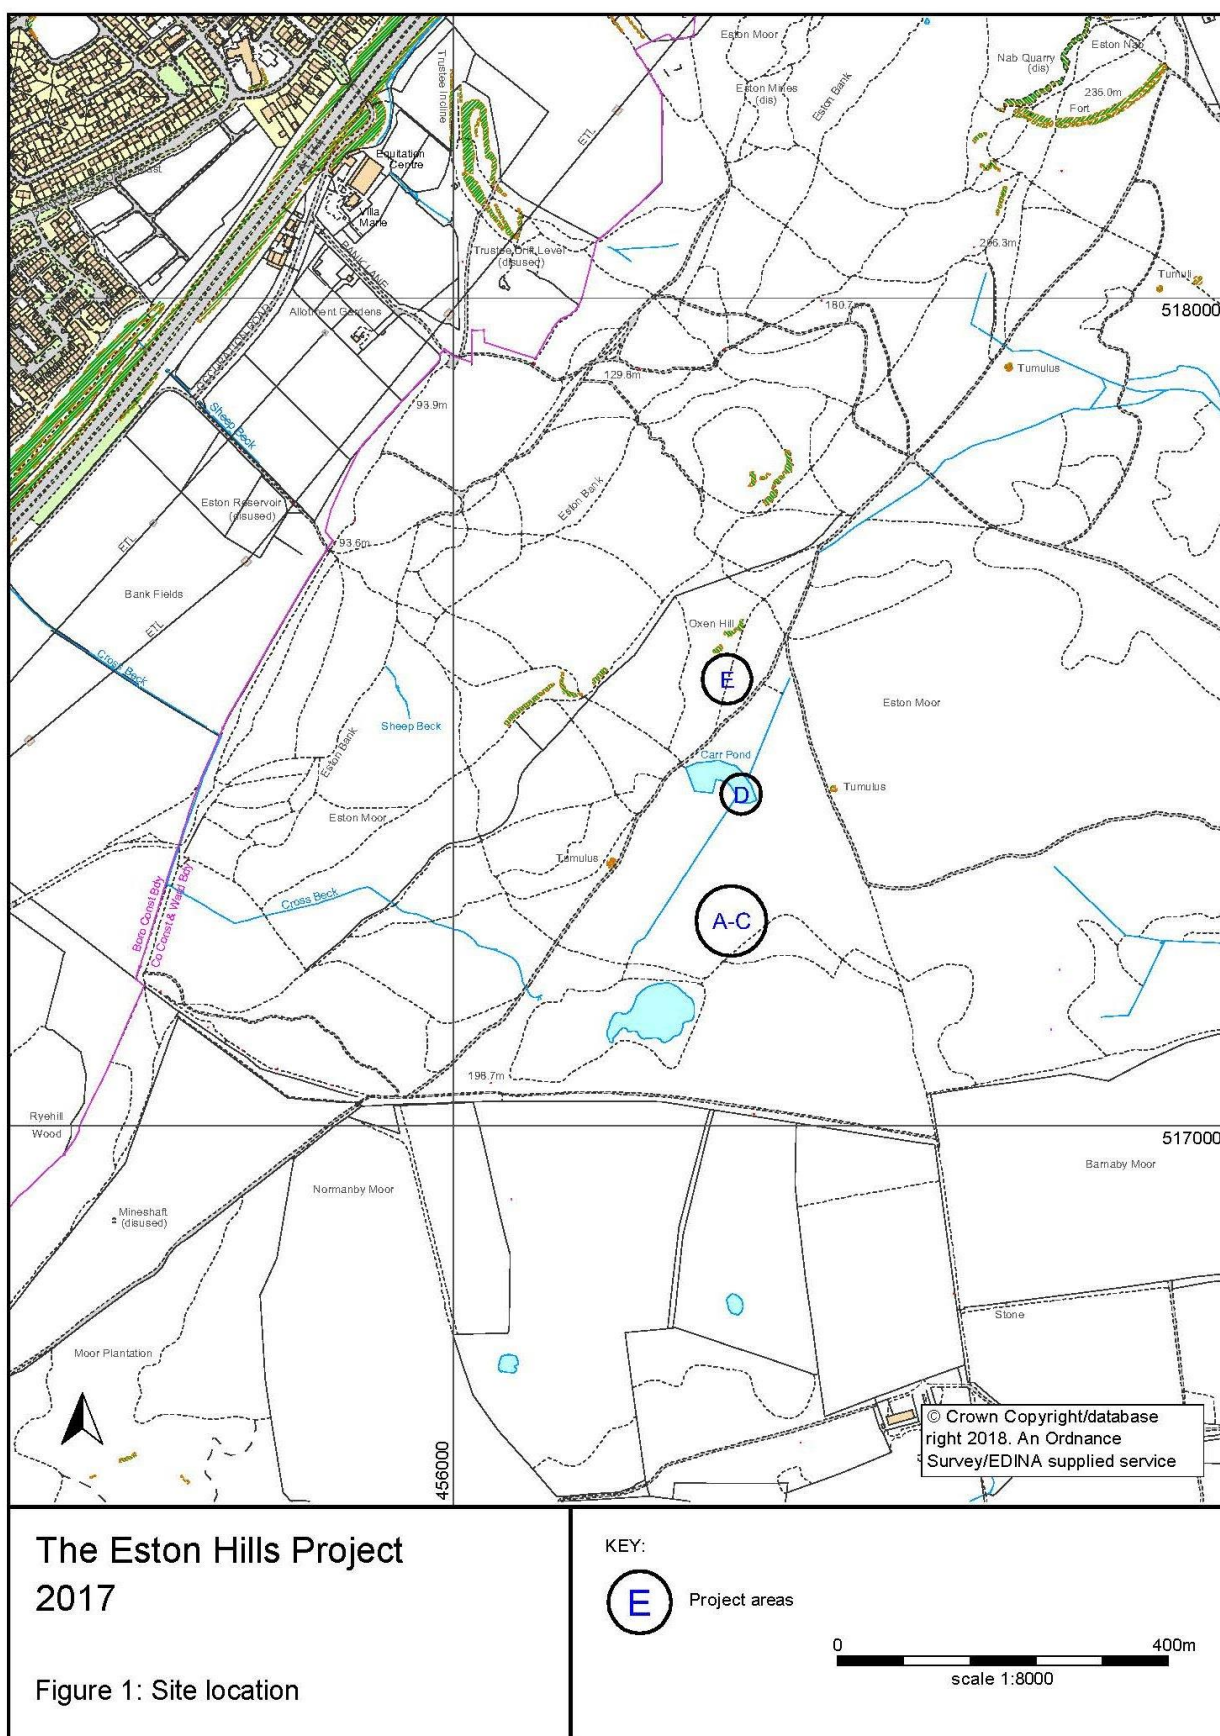 Eston Moor
Nab Quarry
(dis)
Eston Nab
235.0m
Fort
Eston Mines
(dis)
Eston Bank
Trustee Incline
ETL
Equitation
Centre
Villa
Marie
BANK LANE
Trustee Drift Level
(disused)
206.3m
Tumuli
518000
Allotment Gardens
180.7m
129.8m
Tumulus
93.9m
Sheep Beck
Eston Bank
Eston Reservoir
(disused)
93.6m
ETL
Bank Fields
ETL
Oxen Hill
E
Cross Beck
Sheep Beck
Eston Moor
Eston Bank
Carr Pond
D
Tumulus
Eston Moor
Tumulus
Cross Beck
A-C
Boro Const Bdy
Co Const & Ward Bdy
196.7m
Ryehill
Wood
517000
Barnaby Moor
Normanby Moor
Mineshaft
(disused)
Stone
Moor Plantation
456000
© Crown Copyright/database
right 2018. An Ordnance
Survey/EDINA supplied service
The Eston Hills Project
2017
Figure 1: Site location
KEY:
E
Project areas
0 400m
scale 1:8000